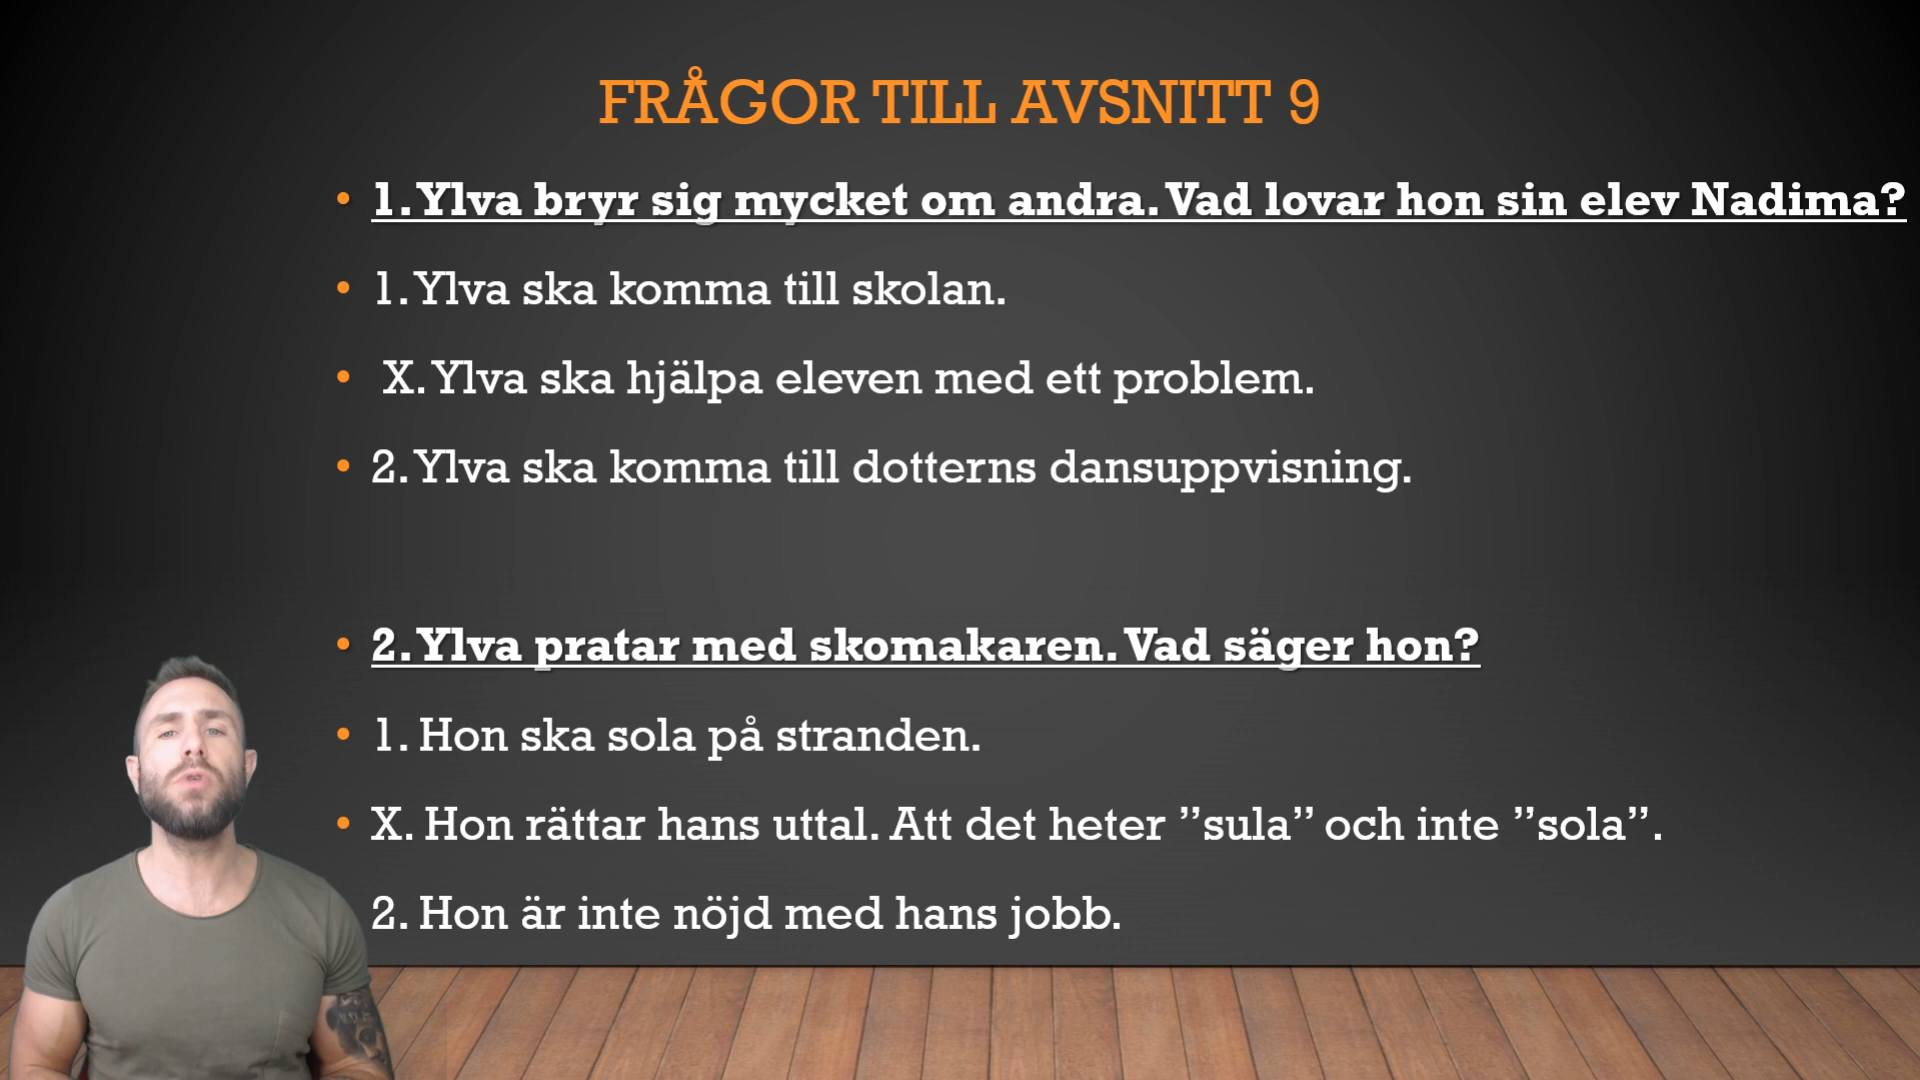 FRÅGOR TILL AVSNITT 9
• 1. Ylva bryr sig mycket om andra. Vad lovar hon sin elev Nadima?
• 1. Ylva ska komma till skolan.
• X. Ylva ska hjälpa eleven med ett problem.
• 2. Ylva ska komma till dotterns dansuppvisning.
• 2. Ylva pratar med skomakaren. Vad säger hon?
• 1. Hon ska sola på stranden.
• X. Hon rättar hans uttal. Att det heter ”sula” och inte ”sola”.
2. Hon är inte nöjd med hans jobb.